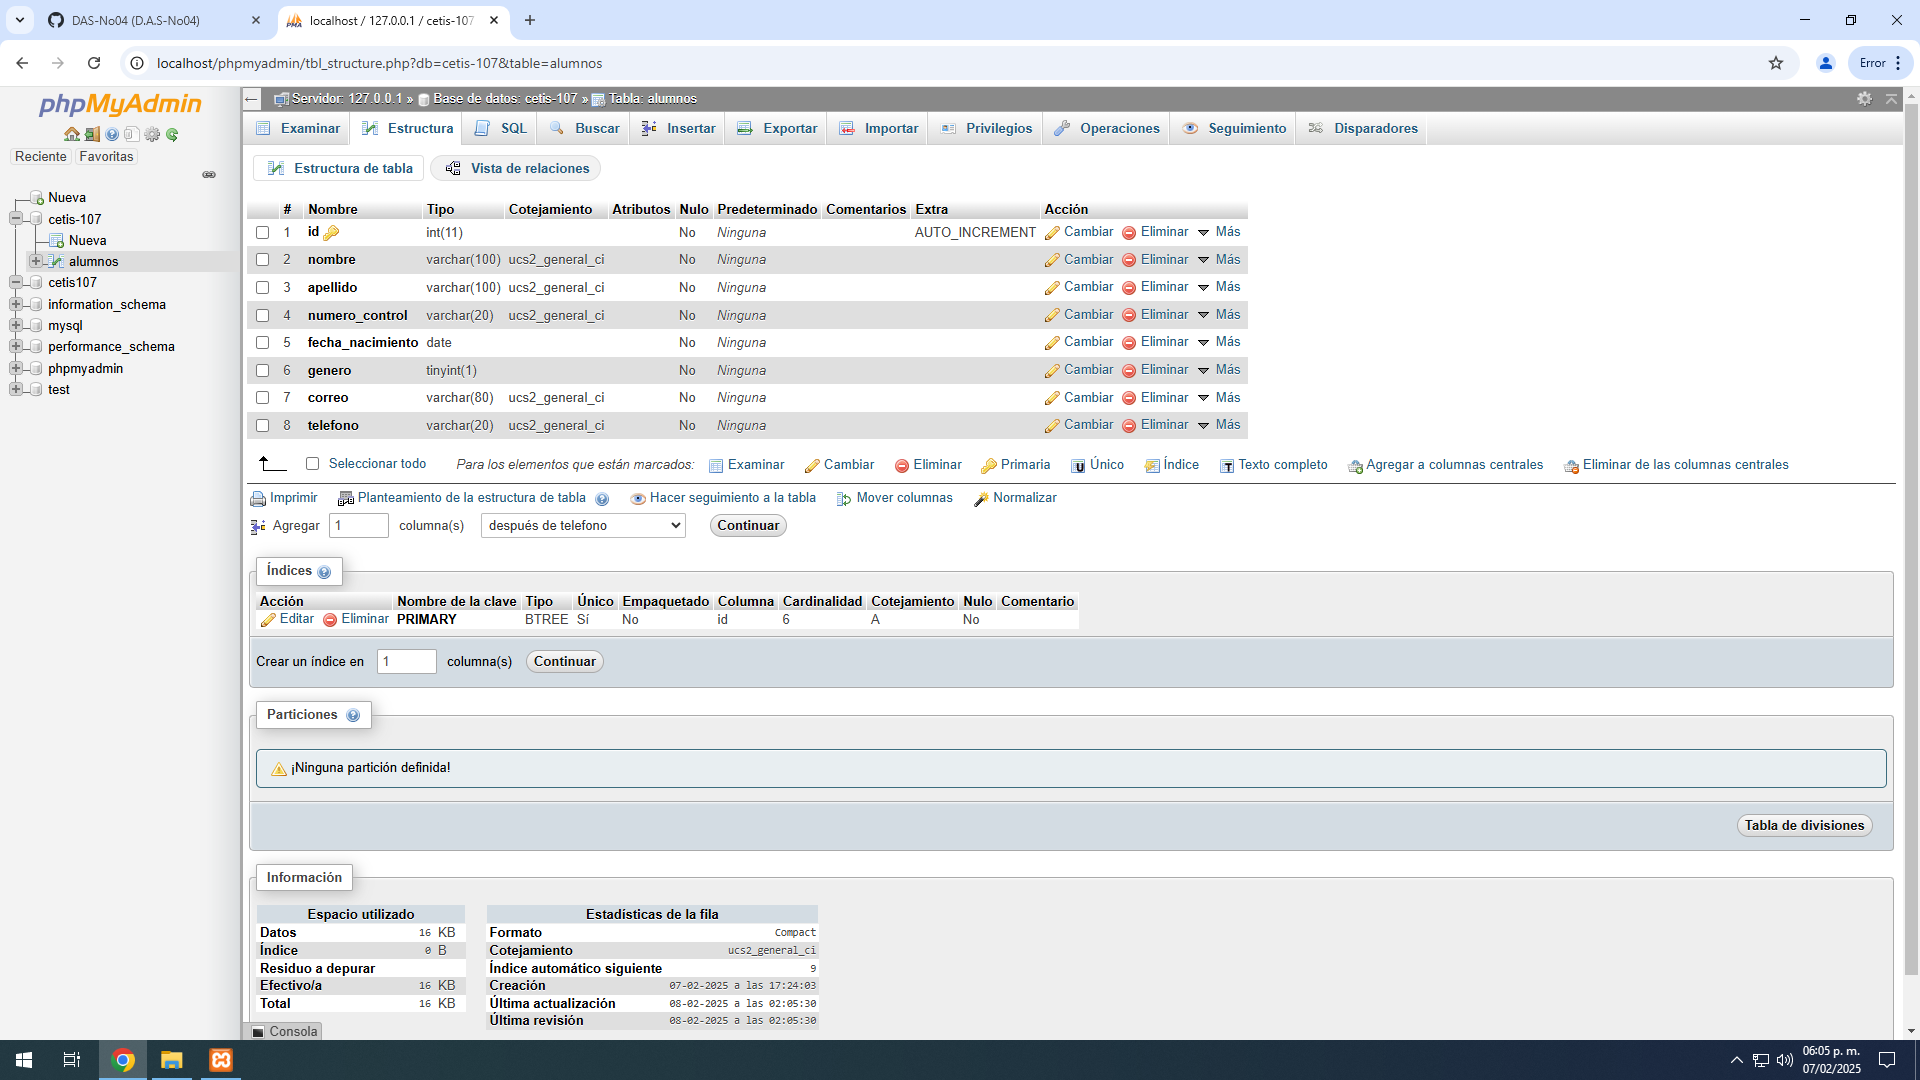 DAS-No04 (D.A.S-No04)
localhost / 127.0.0.1 / cetis-107
localhost/phpmyadmin/tbl_structure.php?db=cetis-107&table=alumnos
Error
phpMyAdmin
Reciente Favoritas
Nueva
cetis-107
Nueva
alumnos
cetis107
information_schema
mysql
performance_schema
phpmyadmin
test
Servidor: 127.0.0.1 » Base de datos: cetis-107 » Tabla: alumnos
Examinar Estructura SQL Buscar Insertar Exportar Importar Privilegios Operaciones Seguimiento Disparadores
Estructura de tabla Vista de relaciones
# Nombre Tipo Cotejamiento Atributos Nulo Predeterminado Comentarios Extra Acción
1 id int(11) No Ninguna AUTO_INCREMENT Cambiar Eliminar Más
2 nombre varchar(100) ucs2_general_ci No Ninguna Cambiar Eliminar Más
3 apellido varchar(100) ucs2_general_ci No Ninguna Cambiar Eliminar Más
4 numero_control varchar(20) ucs2_general_ci No Ninguna Cambiar Eliminar Más
5 fecha_nacimiento date No Ninguna Cambiar Eliminar Más
6 genero tinyint(1) No Ninguna Cambiar Eliminar Más
7 correo varchar(80) ucs2_general_ci No Ninguna Cambiar Eliminar Más
8 telefono varchar(20) ucs2_general_ci No Ninguna Cambiar Eliminar Más
Seleccionar todo Para los elementos que están marcados: Examinar Cambiar Eliminar Primaria Único Índice Texto completo Agregar a columnas centrales Eliminar de las columnas centrales
Imprimir Planteamiento de la estructura de tabla Hacer seguimiento a la tabla Mover columnas Normalizar
Agregar 1 columna(s) después de telefono Continuar
Índices
Acción Nombre de la clave Tipo Único Empaquetado Columna Cardinalidad Cotejamiento Nulo Comentario
Editar Eliminar PRIMARY BTREE Sí No id 6 A No
Crear un índice en 1 columna(s) Continuar
Particiones
¡Ninguna partición definida!
Tabla de divisiones
Información
Espacio utilizado
Datos 16 KB
Índice 0 B
Residuo a depurar
Efectivo/a 16 KB
Total 16 KB
Estadísticas de la fila
Formato Compact
Cotejamiento ucs2_general_ci
Índice automático siguiente 9
Creación 07-02-2025 a las 17:24:03
Última actualización 08-02-2025 a las 02:05:30
Última revisión 08-02-2025 a las 02:05:30
Consola
06:05 p. m.
07/02/2025